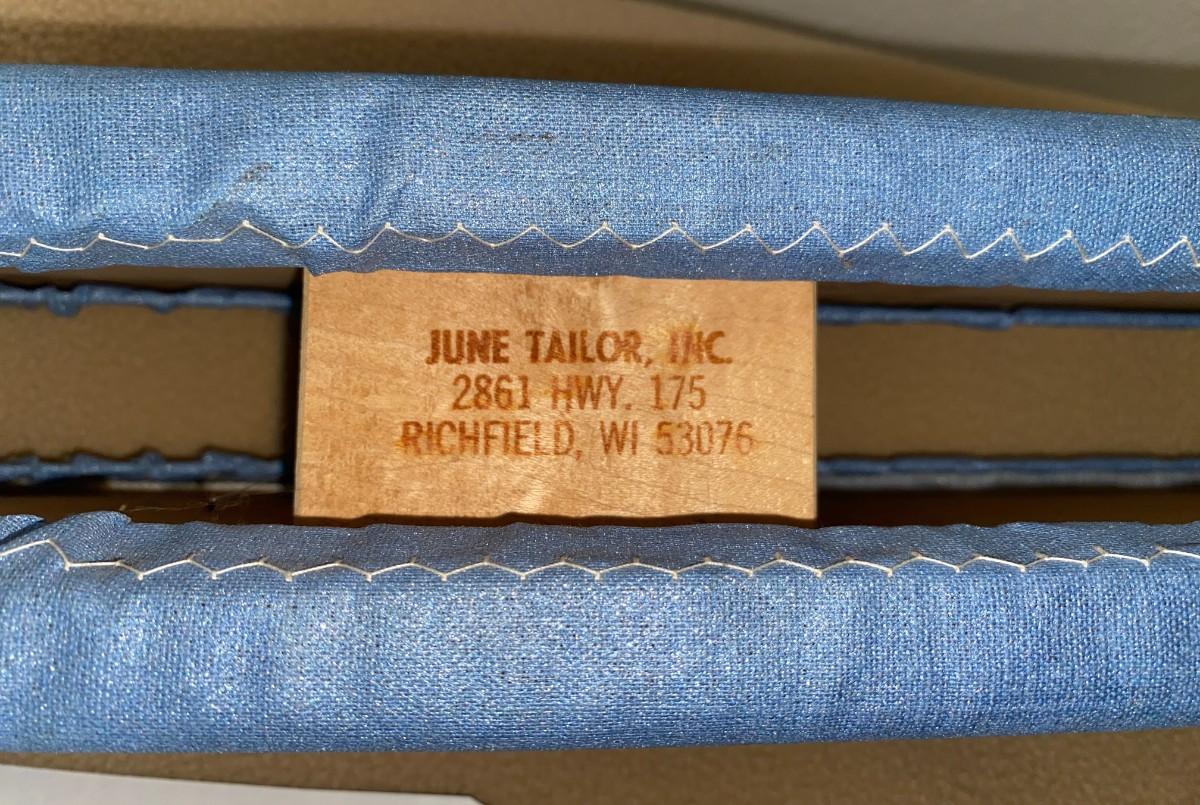 JUNE TAILOR, INC.
2861 HWY. 175
RICHFIELD, WI 53076